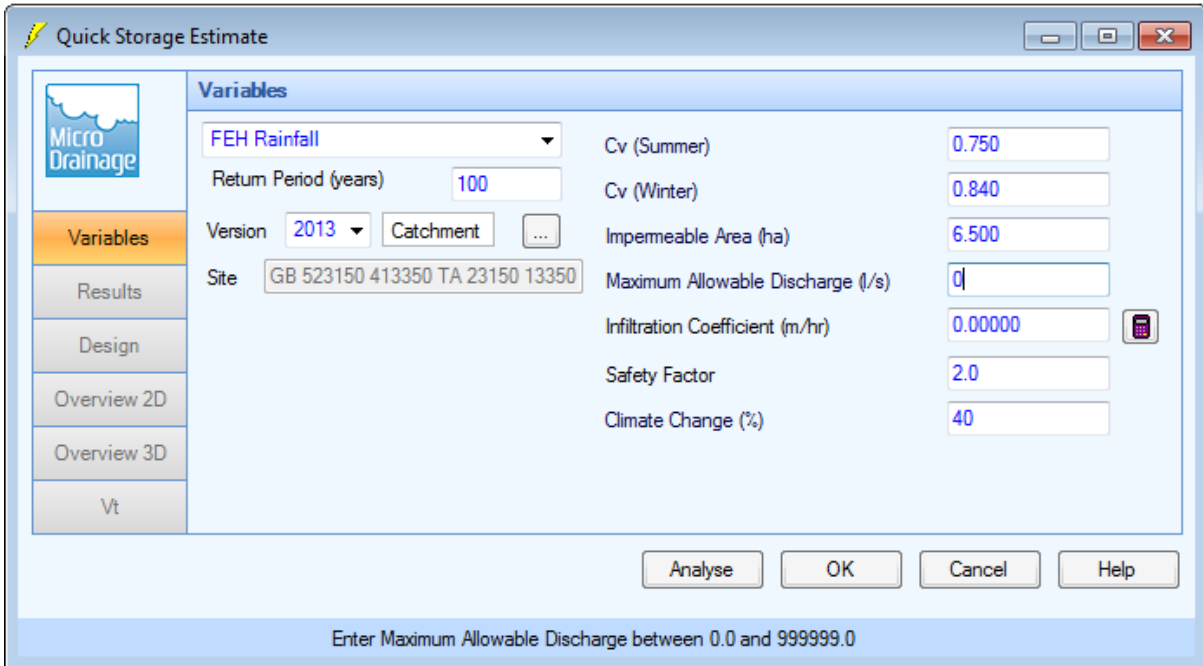 Quick Storage Estimate
Micro
Drainage
Variables
Results
Design
Overview 2D
Overview 3D
Vt
Variables
FEH Rainfall
Return Period (years) 100
Version 2013 Catchment ...
Site GB 523150 413350 TA 23150 13350
Cv (Summer) 0.750
Cv (Winter) 0.840
Impermeable Area (ha) 6.500
Maximum Allowable Discharge (l/s) 0
Infiltration Coefficient (m/hr) 0.00000
Safety Factor 2.0
Climate Change (%) 40
Analyse OK Cancel Help
Enter Maximum Allowable Discharge between 0.0 and 999999.0